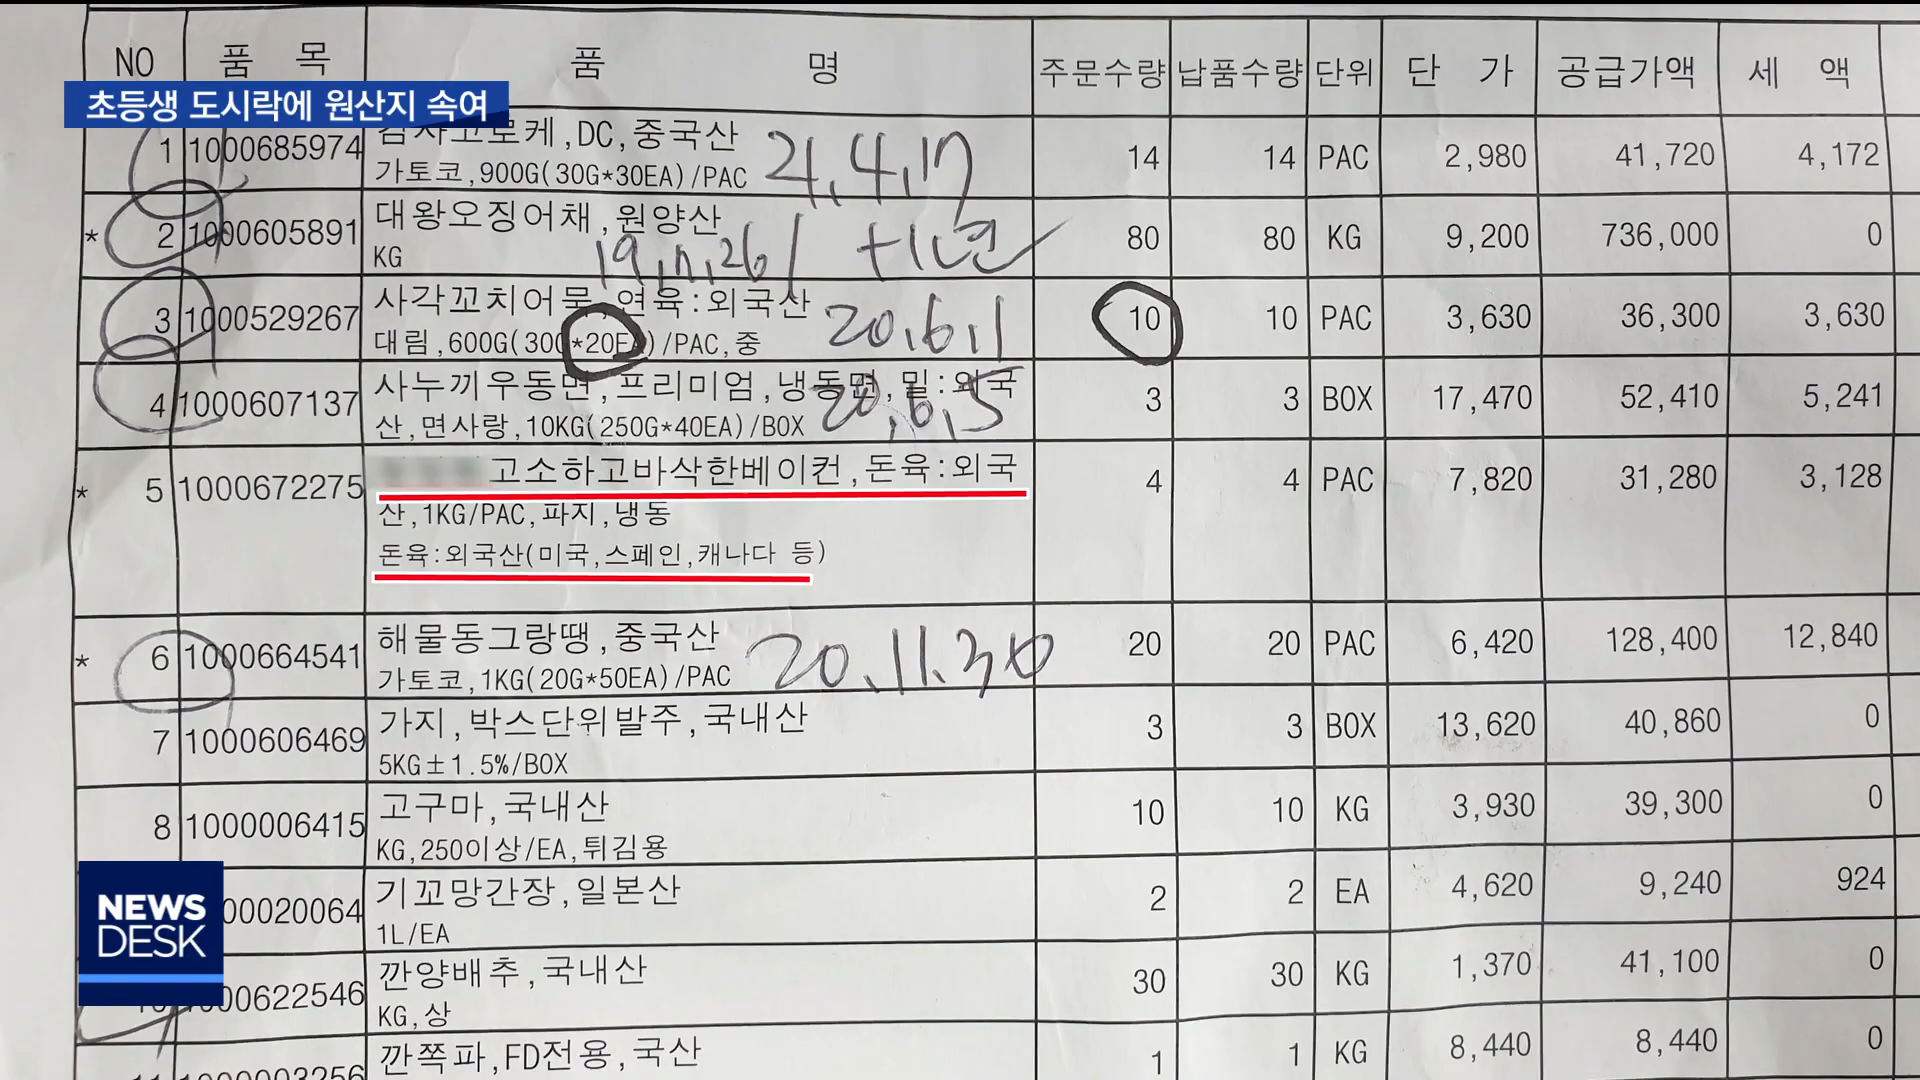 NO 품 목 품 명 주문수량 납품수량 단위 단 가 공급가액 세 액
초등생 도시락에 원산지 속여
1 1000685974 감자고로케,DC,중국산 14 14 PAC 2,980 41,720 4,172
가토코,900G(30G*30EA)/PAC 21.4.17
* 2 1000605891 대왕오징어채,원양산 80 80 KG 9,200 736,000 0
KG 19.11.26 +1년
3 1000529267 사각꼬치어묵,연육:외국산 10 10 PAC 3,630 36,300 3,630
대림,600G(30G*20EA)/PAC,중 20.6.1
4 1000607137 사누끼우동면,프리미엄,냉동면,밀:외국 3 3 BOX 17,470 52,410 5,241
산,면사랑,10KG(250G*40EA)/BOX 20.6.5
* 5 1000672275 고소하고바삭한베이컨,돈육:외국 4 4 PAC 7,820 31,280 3,128
산,1KG/PAC,파지,냉동
돈육:외국산(미국,스페인,캐나다 등)
* 6 1000664541 해물동그랑땡,중국산 20 20 PAC 6,420 128,400 12,840
가토코,1KG(20G*50EA)/PAC 20.11.30
7 1000606469 가지,박스단위발주,국내산 3 3 BOX 13,620 40,860 0
5KG±1.5%/BOX
8 1000006415 고구마,국내산 10 10 KG 3,930 39,300 0
KG,250이상/EA,튀김용
00020064 기꼬망간장,일본산 2 2 EA 4,620 9,240 924
1L/EA
NEWS
DESK
10 1000622546 깐양배추,국내산 30 30 KG 1,370 41,100 0
KG,상
11 1000003256 깐쪽파,FD전용,국산 1 1 KG 8,440 8,440 0